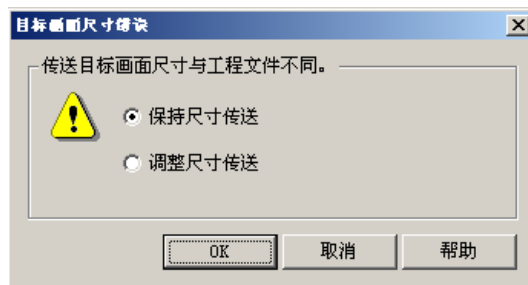 目标画面尺寸错误
传送目标画面尺寸与工程文件不同。
保持尺寸传送
调整尺寸传送
OK
取消
帮助